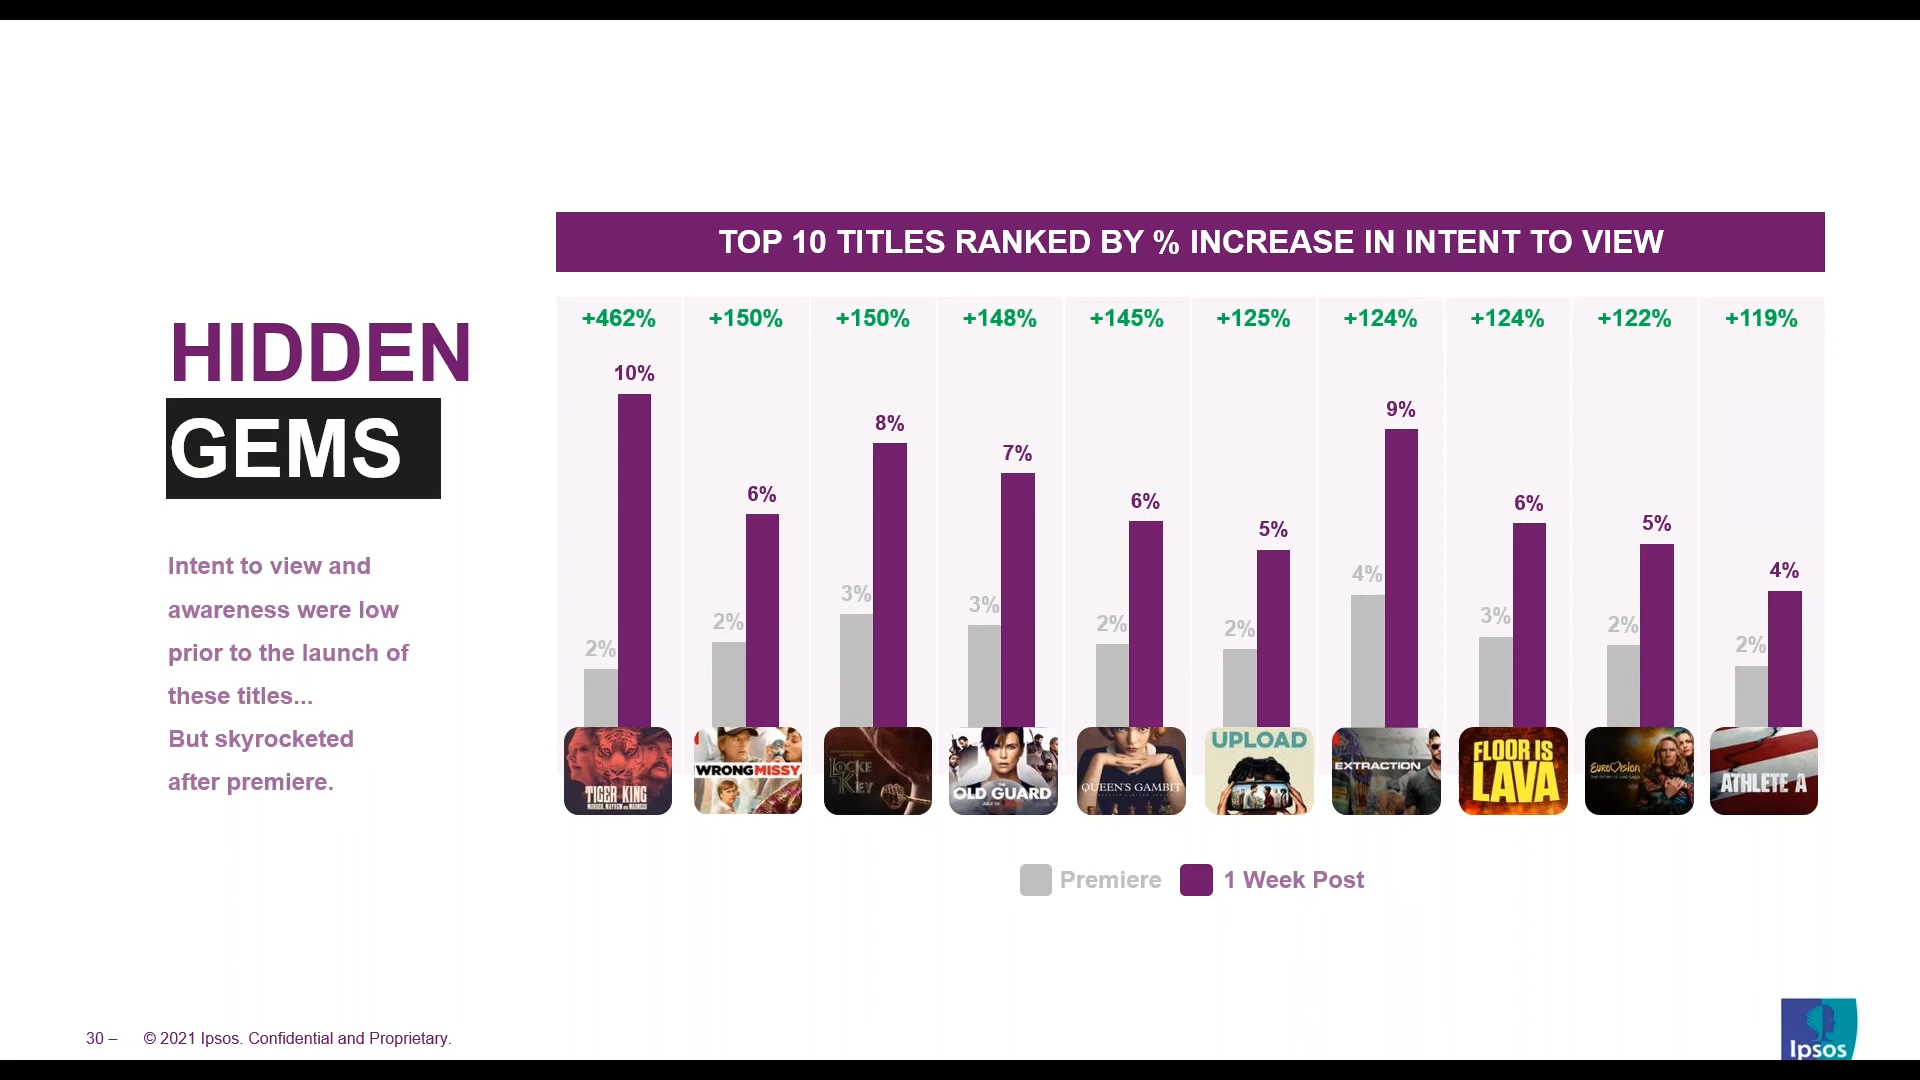 TOP 10 TITLES RANKED BY % INCREASE IN INTENT TO VIEW
HIDDEN
GEMS
Intent to view and
awareness were low
prior to the launch of
these titles...
But skyrocketed
after premiere.
+462% +150% +150% +148% +145% +125% +124% +124% +122% +119%
10% 6% 8% 7% 6% 5% 9% 6% 5% 4%
2% 2% 3% 3% 2% 2% 4% 3% 2% 2%
TIGER KING
WRONG MISSY
LOCKE
KEY
OLD GUARD
QUEEN'S GAMBIT
UPLOAD
EXTRACTION
FLOOR IS
LAVA
EUROVISION
ATHLETE A
Premiere 1 Week Post
30 – © 2021 Ipsos. Confidential and Proprietary.
Ipsos